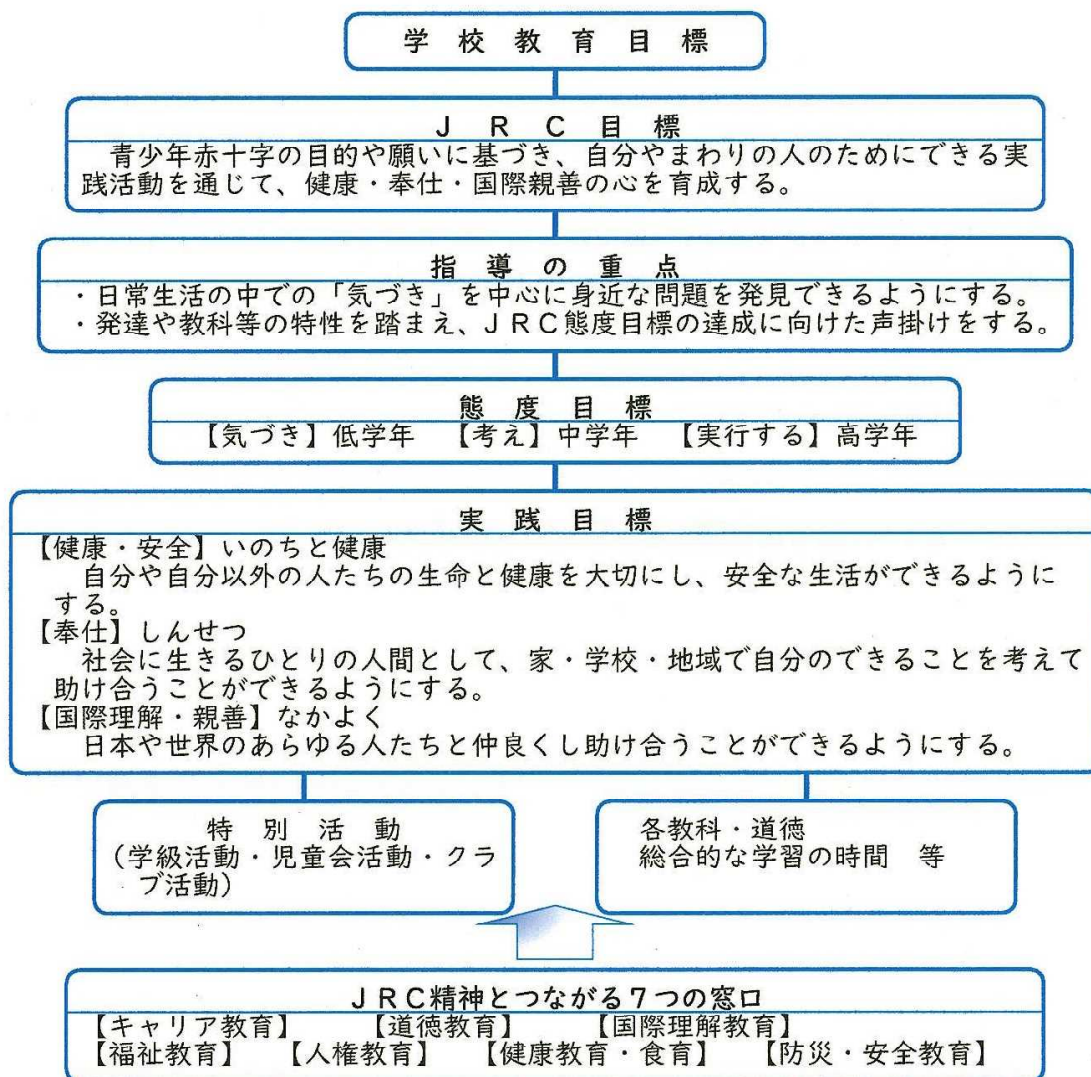 学校教育目標
JRC目標
青少年赤十字の目的や願いに基づき、自分やまわりの人のためにできる実
践活動を通じて、健康・奉仕・国際親善の心を育成する。
指導の重点
・日常生活の中での「気づき」を中心に身近な問題を発見できるようにする。
・発達や教科等の特性を踏まえ、JRC態度目標の達成に向けた声掛けをする。
態度目標
【気づき】低学年 【考え】中学年 【実行する】高学年
実践目標
【健康・安全】いのちと健康
自分や自分以外の人たちの生命と健康を大切にし、安全な生活ができるように
する。
【奉仕】しんせつ
社会に生きるひとりの人間として、家・学校・地域で自分のできることを考えて
助け合うことができるようにする。
【国際理解・親善】なかよく
日本や世界のあらゆる人たちと仲良くし助け合うことができるようにする。
特別活動
(学級活動・児童会活動・クラ
ブ活動)
各教科・道徳
総合的な学習の時間 等
JRC精神とつながる7つの窓口
【キャリア教育】 【道徳教育】 【国際理解教育】
【福祉教育】 【人権教育】 【健康教育・食育】 【防災・安全教育】